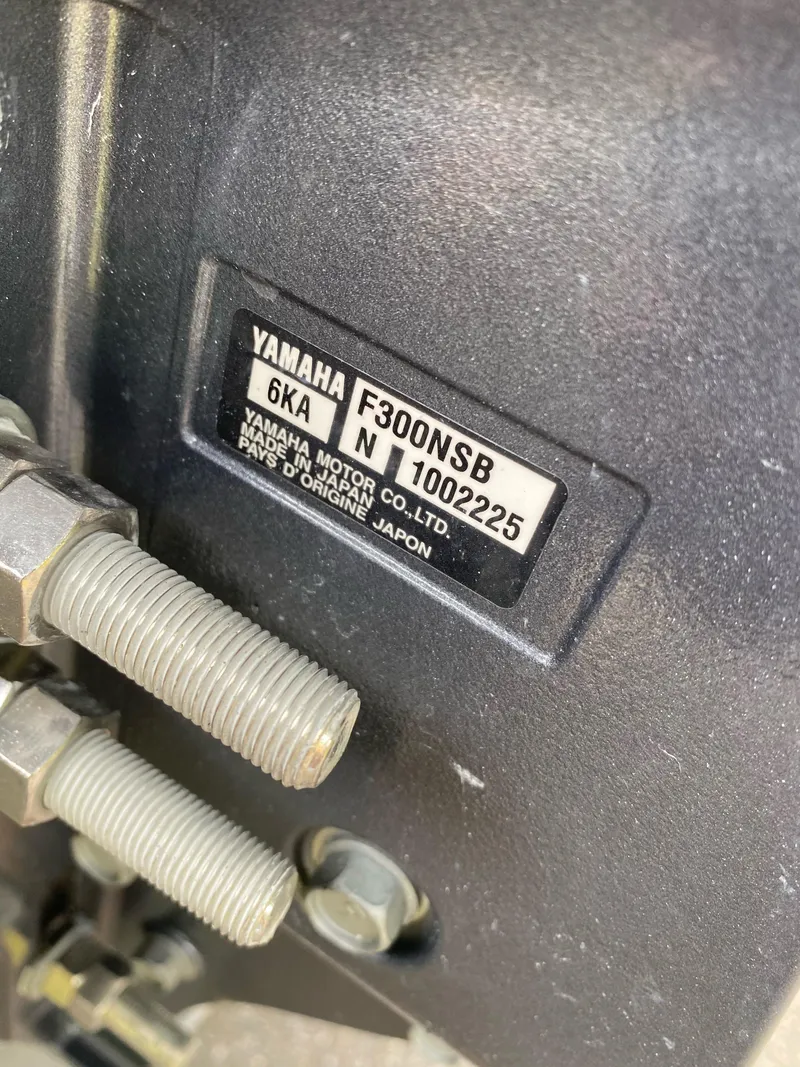 YAMAHA
F300NSB
6KA
N 1002225
YAMAHA MOTOR CO.,LTD.
MADE IN JAPAN
PAYS D'ORIGINE JAPON